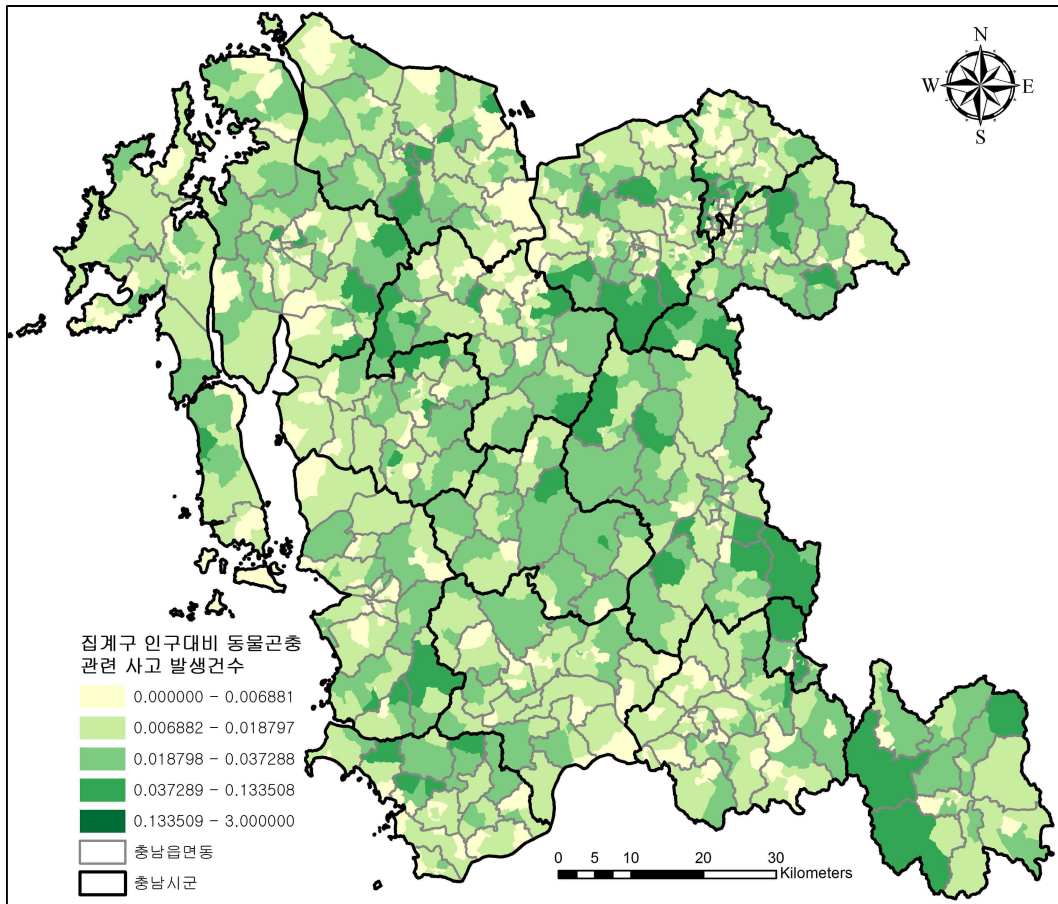 N
W E
S
집계구 인구대비 동물곤충
관련 사고 발생건수
0.000000 - 0.006881
0.006882 - 0.018797
0.018798 - 0.037288
0.037289 - 0.133508
0.133509 - 3.000000
충남읍면동
충남시군
0 5 10 20 30
Kilometers